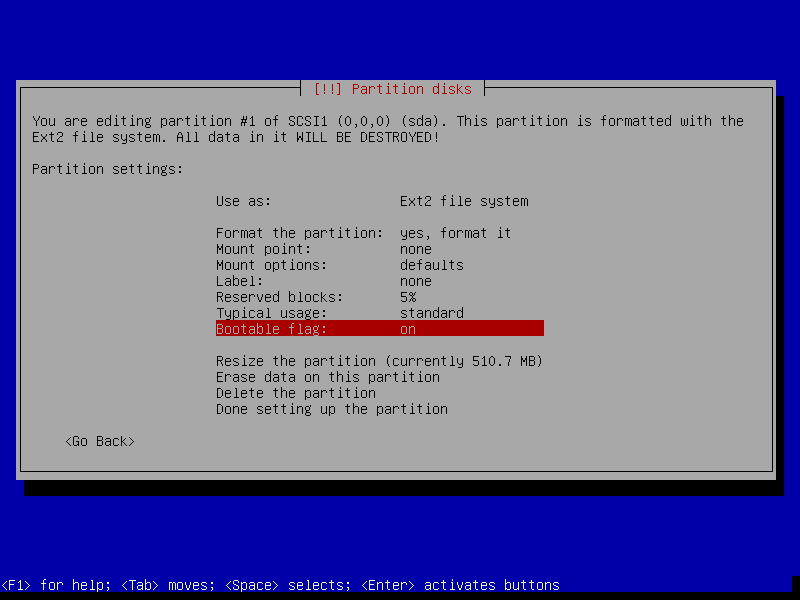 [!!] Partition disks
You are editing partition #1 of SCSI1 (0,0,0) (sda). This partition is formatted with the
Ext2 file system. All data in it WILL BE DESTROYED!
Partition settings:
Use as: Ext2 file system
Format the partition: yes, format it
Mount point: none
Mount options: defaults
Label: none
Reserved blocks: 5%
Typical usage: standard
Bootable flag: on
Resize the partition (currently 510.7 MB)
Erase data on this partition
Delete the partition
Done setting up the partition
<Go Back>
<F1> for help; <Tab> moves; <Space> selects; <Enter> activates buttons